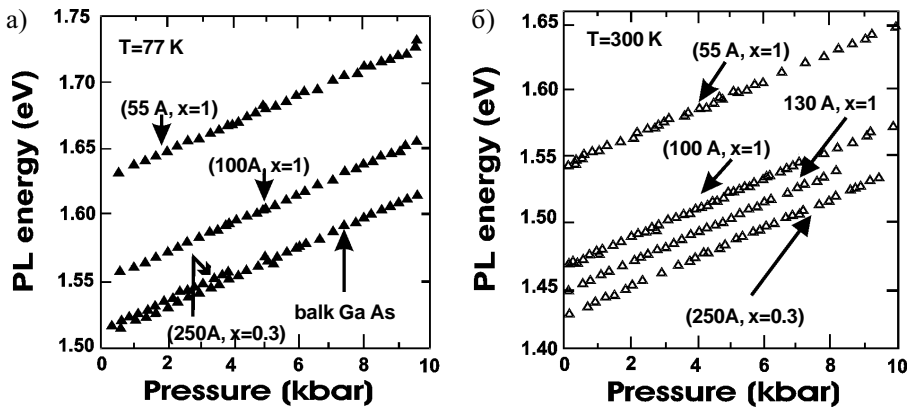 а)
T=77 K
(55 A, x=1)
(100A, x=1)
(250A, x=0.3)
balk Ga As
PL energy (eV)
1.75
1.70
1.65
1.60
1.55
1.50
0 2 4 6 8 10
Pressure (kbar)
б)
T=300 K
(55 A, x=1)
130 A, x=1
(100 A, x=1)
(250A, x=0.3)
PL energy (eV)
1.65
1.60
1.55
1.50
1.45
1.40
0 2 4 6 8 10
Pressure (kbar)